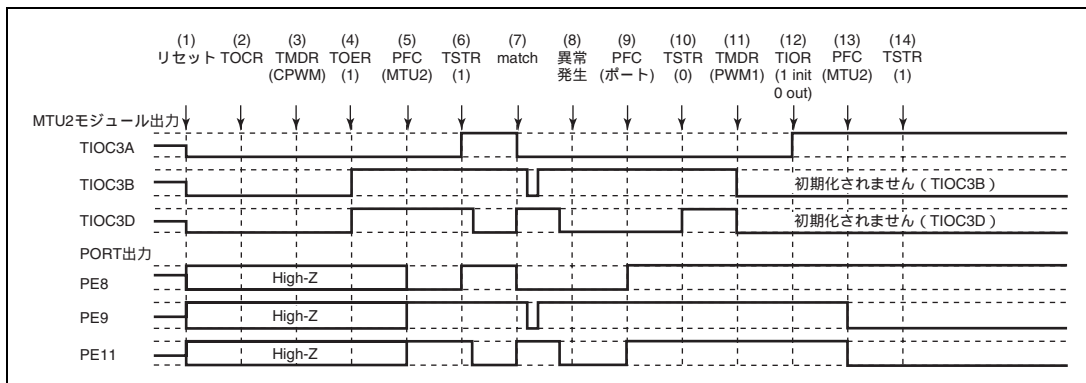 (1) (2) (3) (4) (5) (6) (7) (8) (9) (10) (11) (12) (13) (14)
リセット TOCR TMDR TOER PFC TSTR match 異常 PFC TSTR TMDR TIOR PFC TSTR
(CPWM) (1) (MTU2) (1) 発生 (ポート) (0) (PWM1) (1 init (MTU2) (1)
0 out)
MTU2モジュール出力
TIOC3A
TIOC3B 初期化されません（TIOC3B）
TIOC3D 初期化されません（TIOC3D）
PORT出力
PE8 High-Z
PE9 High-Z
PE11 High-Z